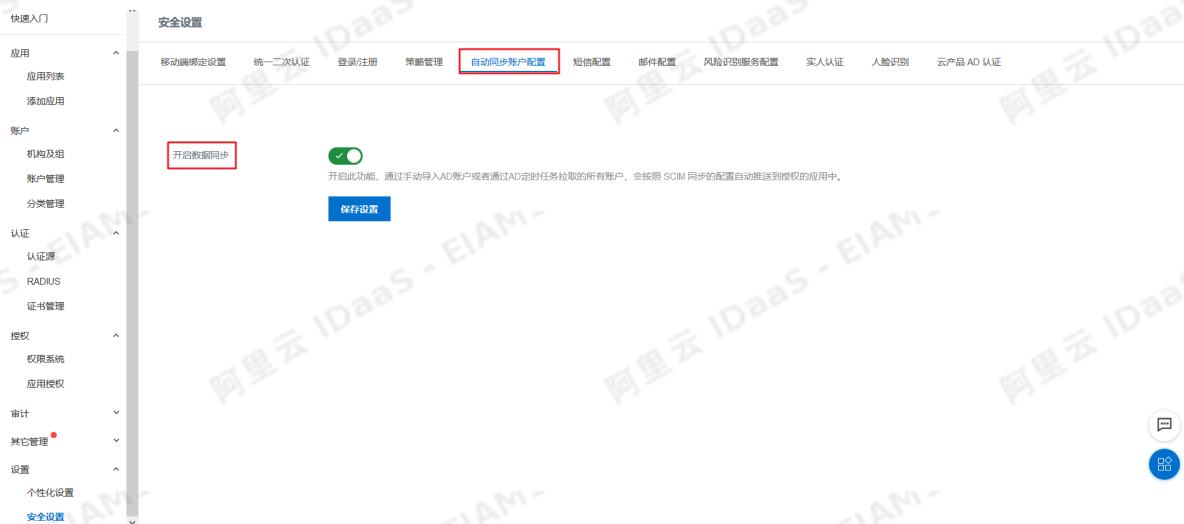 快速入门
应用
应用列表
添加应用
账户
机构及组
账户管理
分类管理
认证
认证源
RADIUS
证书管理
授权
权限系统
应用授权
审计
其它管理
设置
个性化设置
安全设置
安全设置
移动端绑定设置 统一二次认证 登录/注册 策略管理 自动同步账户配置 短信配置 邮件配置 风险识别服务配置 实人认证 人脸识别 云产品 AD 认证
开启数据同步
开启此功能，通过手动导入AD账户或者通过AD定时任务拉取的所有账户，会按照 SCIM 同步的配置自动推送到授权的应用中。
保存设置
阿里云 IDaaS - EIAM-
阿里云 IDaaS - EIAM-
阿里云 IDaaS